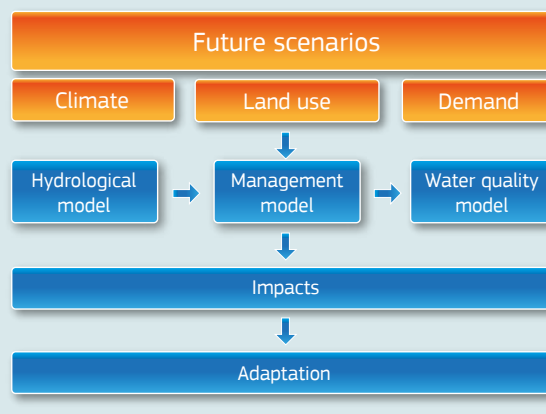 Future scenarios
Climate
Land use
Demand
Hydrological
model
Management
model
Water quality
model
Impacts
Adaptation